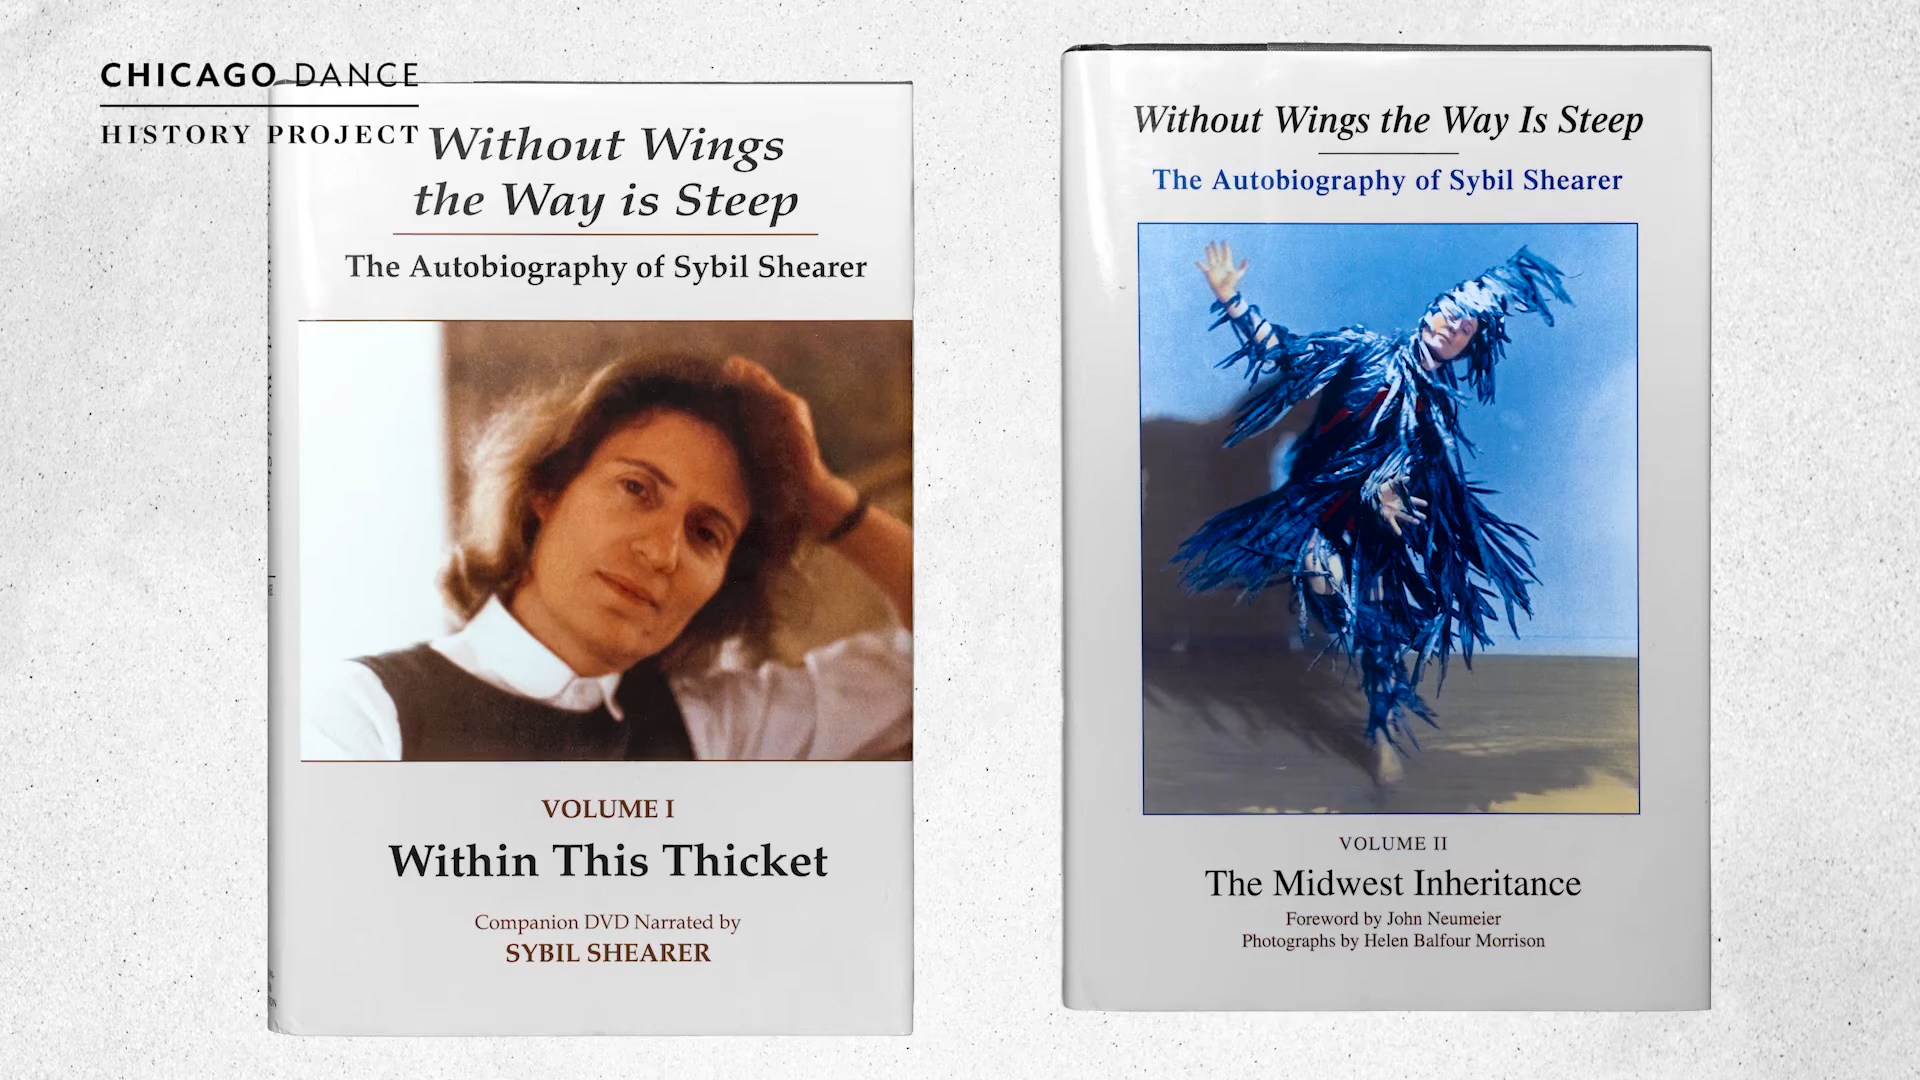 CHICAGO DANCE
HISTORY PROJECT
Without Wings
the Way is Steep
The Autobiography of Sybil Shearer
VOLUME I
Within This Thicket
Companion DVD Narrated by
SYBIL SHEARER
Without Wings the Way Is Steep
The Autobiography of Sybil Shearer
VOLUME II
The Midwest Inheritance
Foreword by John Neumeier
Photographs by Helen Balfour Morrison